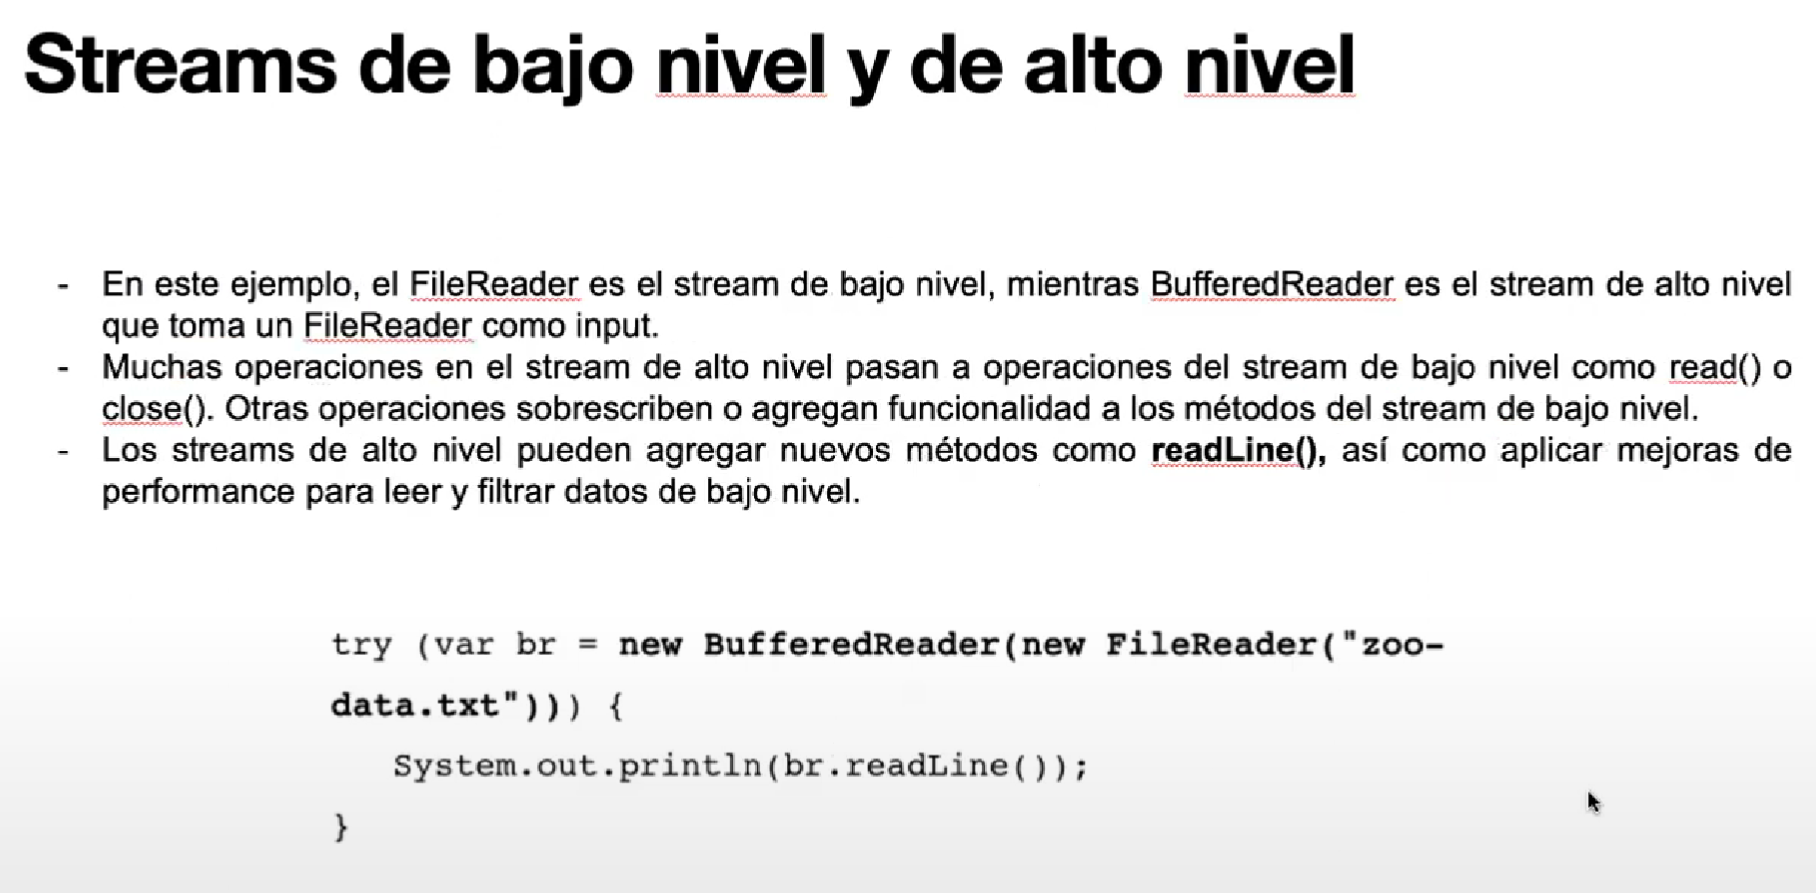 Streams de bajo nivel y de alto nivel
- En este ejemplo, el FileReader es el stream de bajo nivel, mientras BufferedReader es el stream de alto nivel
que toma un FileReader como input.
- Muchas operaciones en el stream de alto nivel pasan a operaciones del stream de bajo nivel como read() o
close(). Otras operaciones sobrescriben o agregan funcionalidad a los métodos del stream de bajo nivel.
- Los streams de alto nivel pueden agregar nuevos métodos como readLine(), así como aplicar mejoras de
performance para leer y filtrar datos de bajo nivel.
try (var br = new BufferedReader(new FileReader("zoo-
data.txt"))) {
System.out.println(br.readLine());
}